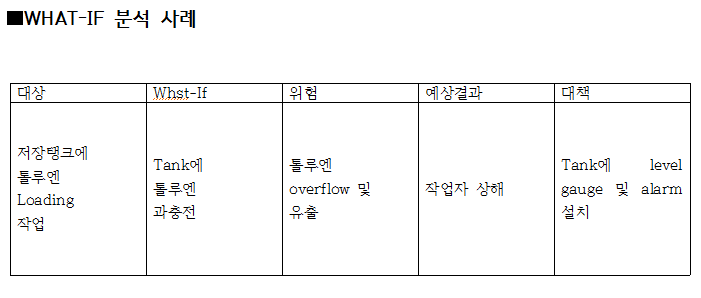 ■WHAT-IF 분석 사례
대상
Whst-If
위험
예상결과
대책
저장탱크에
톨루엔
Loading
작업
Tank에
톨루엔
과충전
톨루엔
overflow 및
유출
작업자 상해
Tank에 level
gauge 및 alarm
설치